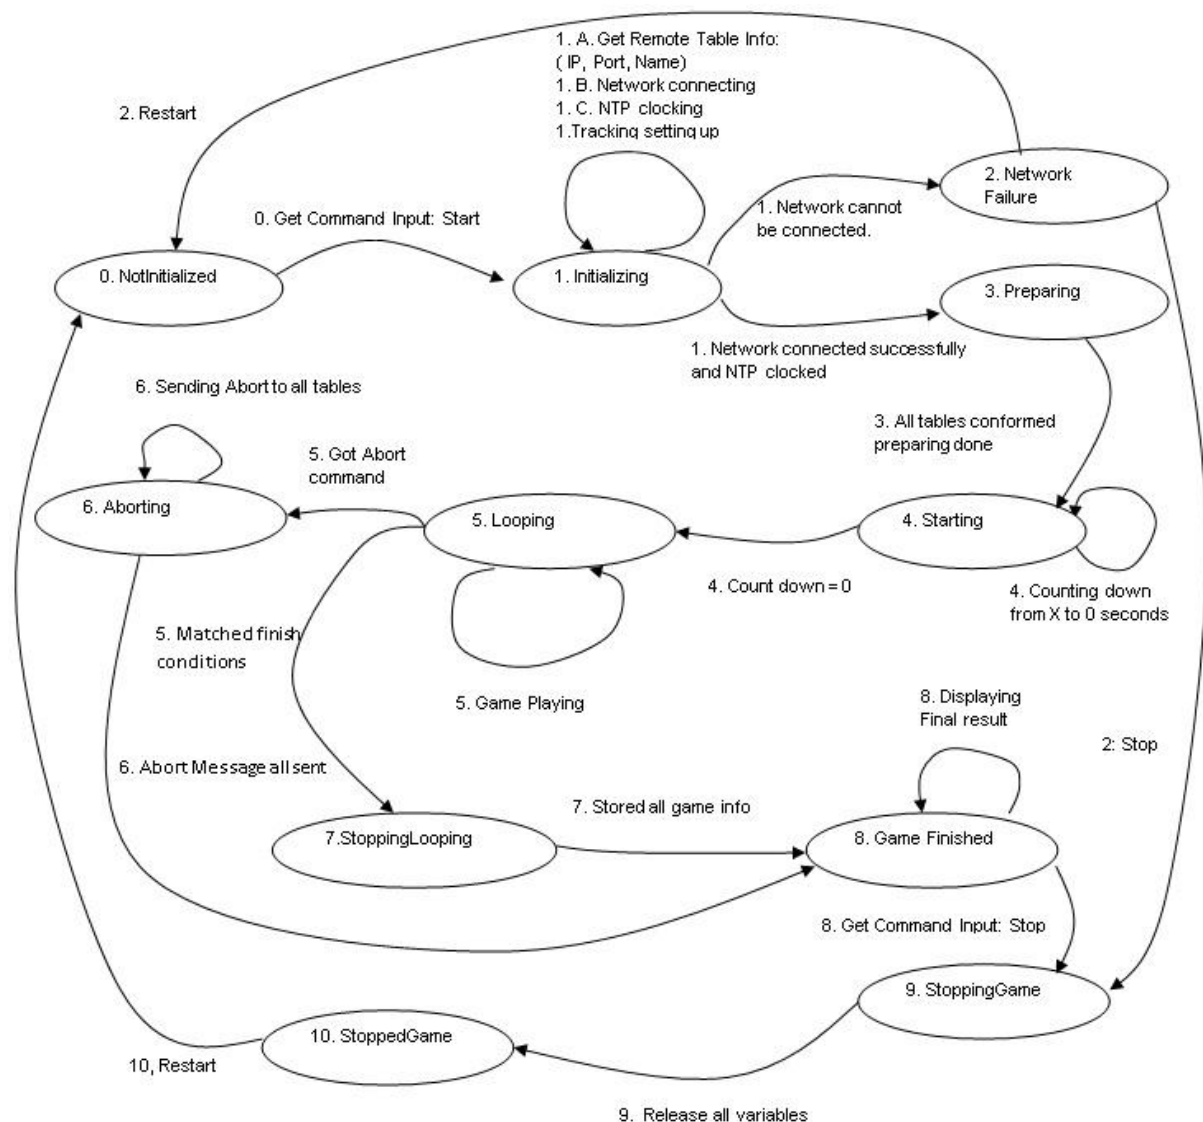 1. A. Get Remote Table Info:
( IP, Port, Name)
1. B. Network connecting
1. C. NTP clocking
1.Tracking setting up
2. Restart
2. Network
Failure
0. Get Command Input: Start
1. Network cannot
be connected.
0. NotInitialized
1. Initializing
3. Preparing
1. Network connected successfully
and NTP clocked
6. Sending Abort to all tables
3. All tables conformed
preparing done
5. Got Abort
command
6. Aborting
5. Looping
4. Starting
4. Count down = 0
4. Counting down
from X to 0 seconds
5. Matched finish
conditions
5. Game Playing
8. Displaying
Final result
2: Stop
6. Abort Message all sent
7. Stored all game info
7.StoppingLooping
8. Game Finished
8. Get Command Input: Stop
9. StoppingGame
10. StoppedGame
10, Restart
9. Release all variables